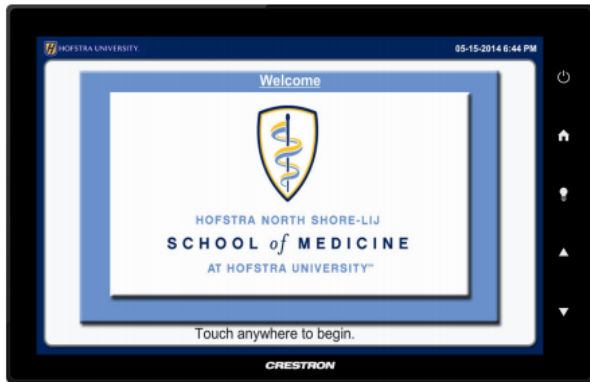 HOFSTRA UNIVERSITY.
05-15-2014 6:44 PM
Welcome
HOFSTRA NORTH SHORE-LIJ
SCHOOL of MEDICINE
AT HOFSTRA UNIVERSITY™
Touch anywhere to begin.
CRESTRON